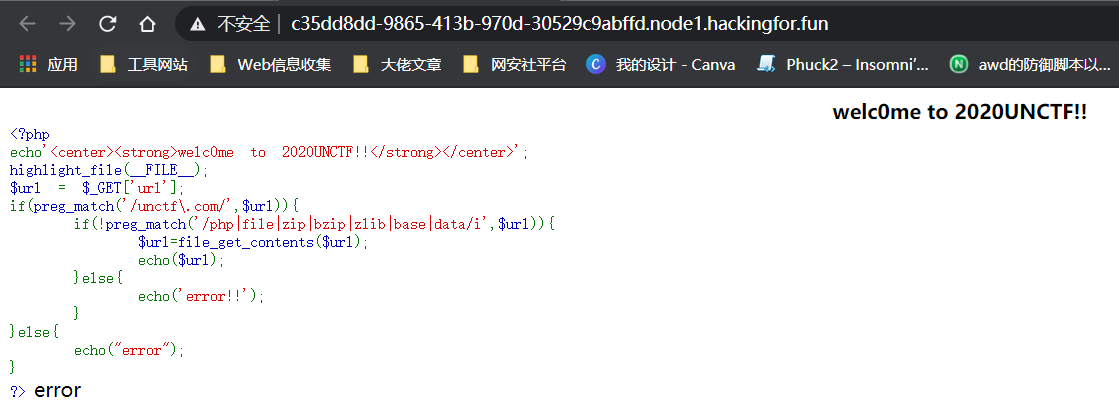 不安全 | c35dd8dd-9865-413b-970d-30529c9abffd.node1.hackingfor.fun
应用 工具网站 Web信息收集 大佬文章 网安社平台 C 我的设计 - Canva Phuck2 – Insomni'... N awd的防御脚本以...
welc0me to 2020UNCTF!!
<?php
echo'<center><strong>welc0me to 2020UNCTF!!</strong></center>';
highlight_file(__FILE__);
$url = $_GET['url'];
if(preg_match('/unctf\.com/',$url)){
if(!preg_match('/php|file|zip|bzip|zlib|base|data/i',$url)){
$url=file_get_contents($url);
echo($url);
}else{
echo('error!!');
}
}else{
echo("error");
}
?> error